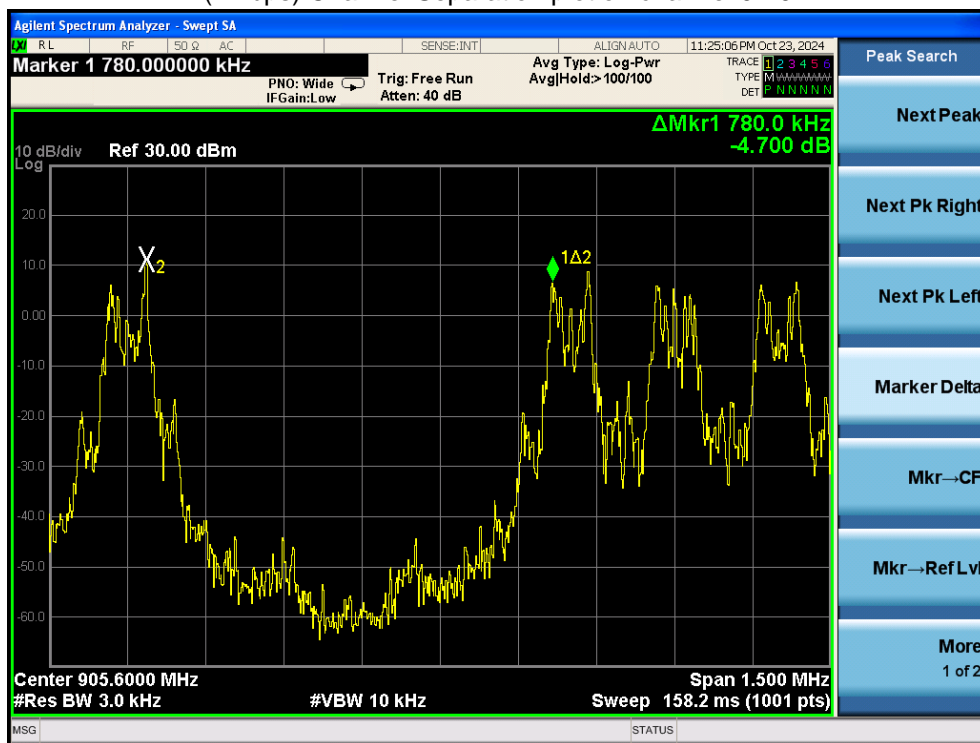 Agilent Spectrum Analyzer - Swept SA
LXI RL RF 50 Ω AC SENSE:INT ALIGN AUTO 11:25:06 PM Oct 23, 2024
Marker 1 780.000000 kHz
PNO: Wide
IFGain:Low
Trig: Free Run
Atten: 40 dB
Avg Type: Log-Pwr
Avg|Hold:> 100/100
TRACE 1 2 3 4 5 6
TYPE M
DET P N N N N N
ΔMkr1 780.0 kHz
-4.700 dB
10 dB/div Ref 30.00 dBm
Log
20.0
10.0
0.00
-10.0
-20.0
-30.0
-40.0
-50.0
-60.0
X2
1Δ2
Center 905.6000 MHz Span 1.500 MHz
#Res BW 3.0 kHz #VBW 10 kHz Sweep 158.2 ms (1001 pts)
MSG STATUS
Peak Search
Next Peak
Next Pk Right
Next Pk Left
Marker Delta
Mkr→CF
Mkr→Ref Lvl
More
1 of 2